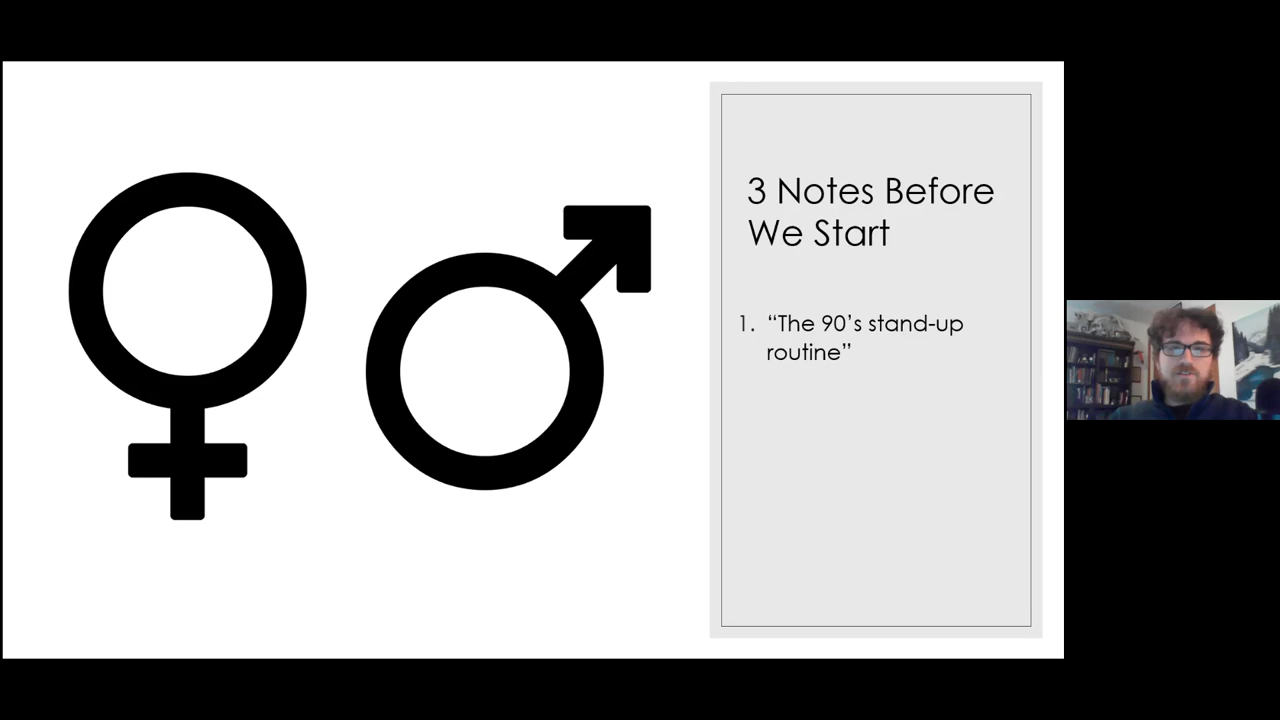 3 Notes Before
We Start
1. “The 90’s stand-up
routine”